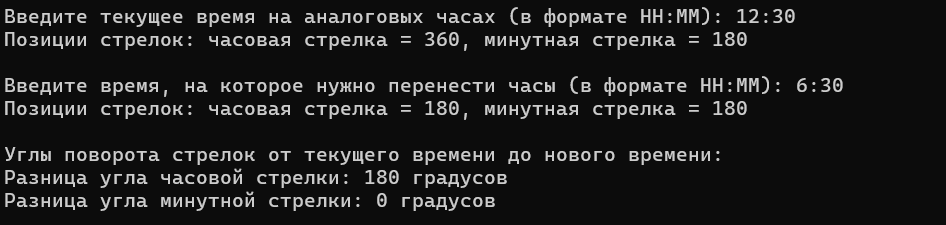 Введите текущее время на аналоговых часах (в формате HH:MM): 12:30
Позиции стрелок: часовая стрелка = 360, минутная стрелка = 180
Введите время, на которое нужно перенести часы (в формате HH:MM): 6:30
Позиции стрелок: часовая стрелка = 180, минутная стрелка = 180
Углы поворота стрелок от текущего времени до нового времени:
Разница угла часовой стрелки: 180 градусов
Разница угла минутной стрелки: 0 градусов